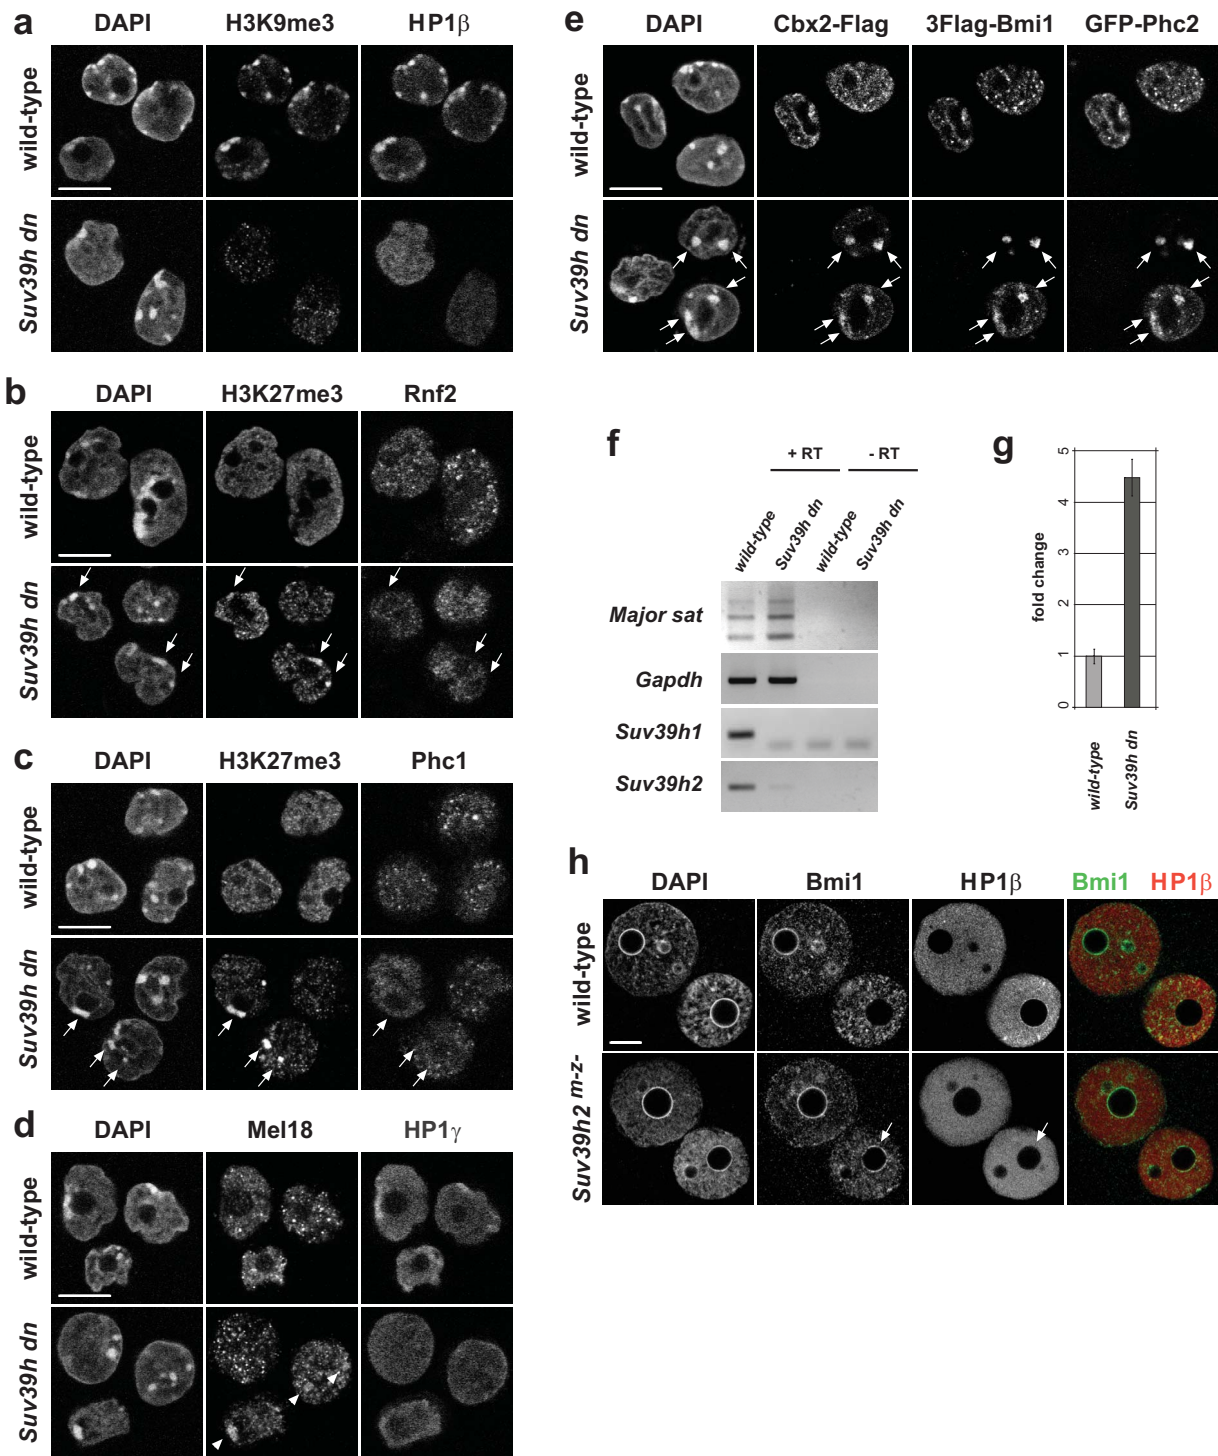 a
DAPI H3K9me3 HP1β
wild-type
Suv39h dn
b
DAPI H3K27me3 Rnf2
wild-type
Suv39h dn
c
DAPI H3K27me3 Phc1
wild-type
Suv39h dn
d
DAPI Mel18 HP1γ
wild-type
Suv39h dn
e
DAPI Cbx2-Flag 3Flag-Bmi1 GFP-Phc2
wild-type
Suv39h dn
f
+ RT - RT
wild-type Suv39h dn wild-type Suv39h dn
Major sat
Gapdh
Suv39h1
Suv39h2
g
fold change
5
4
3
2
1
0
wild-type Suv39h dn
h
DAPI Bmi1 HP1β Bmi1 HP1β
wild-type
Suv39h2 m-z-